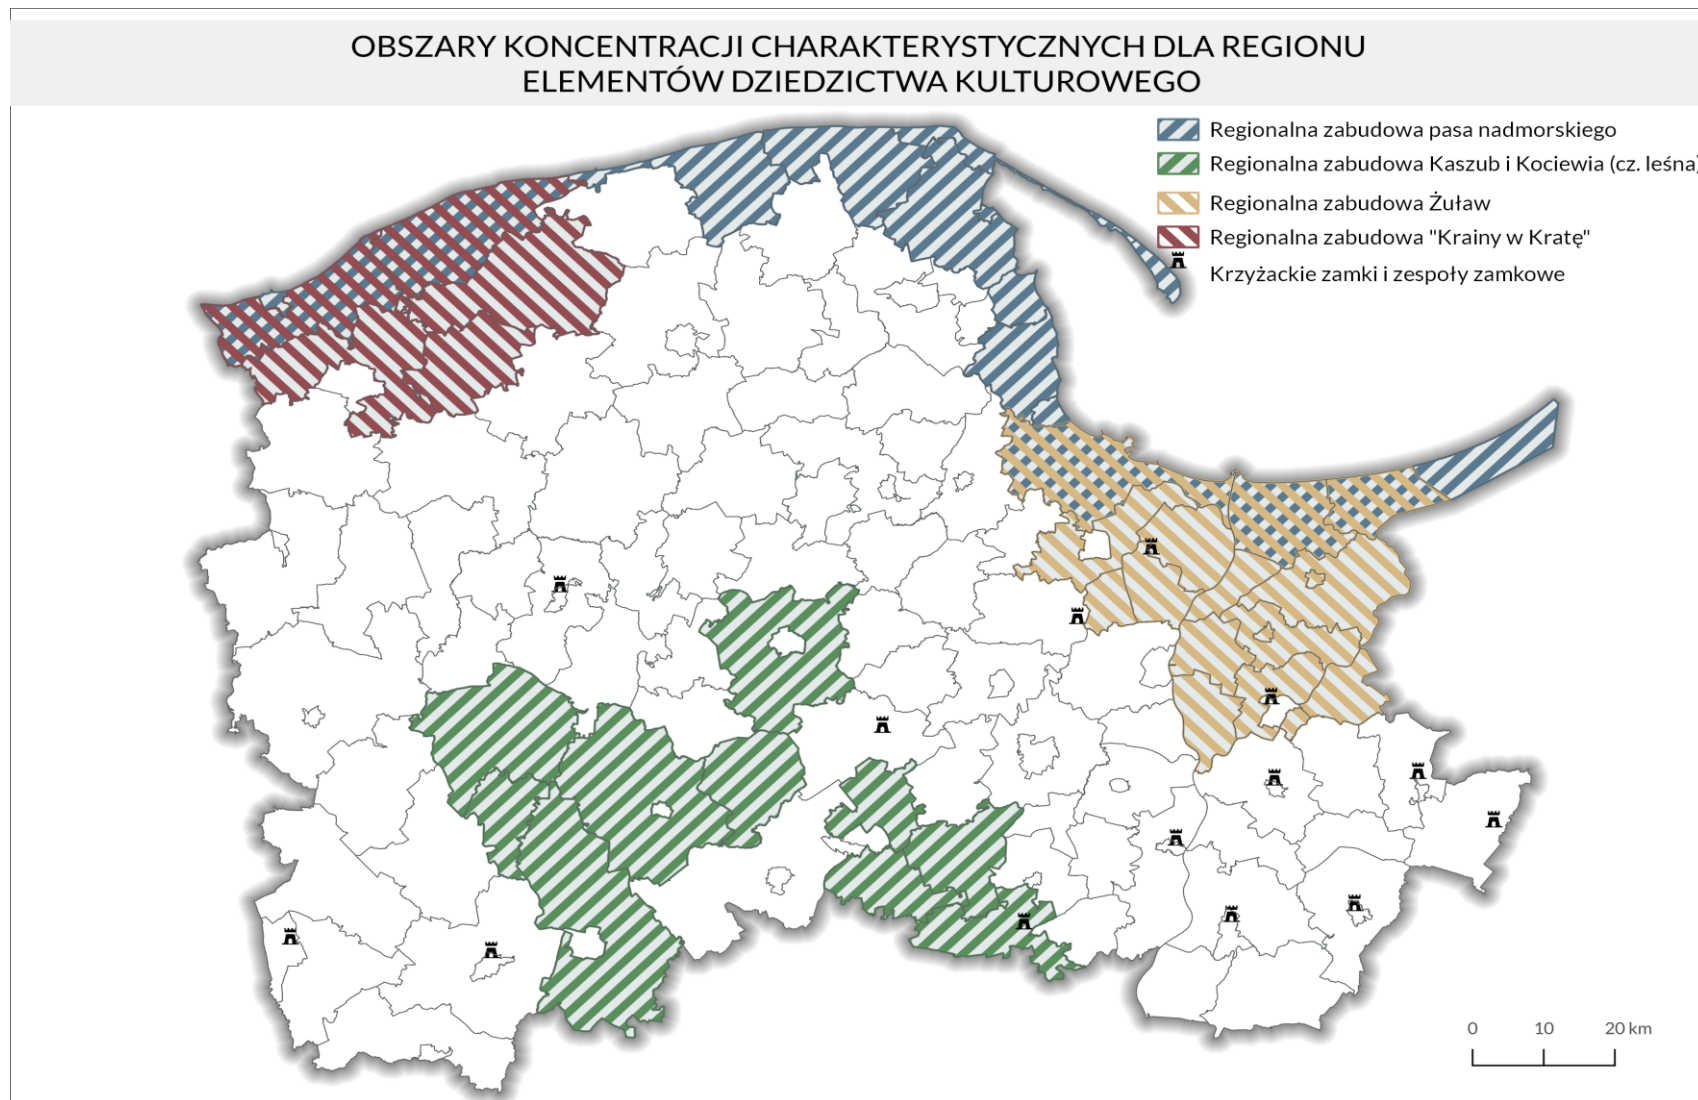 OBSZARY KONCENTRACJI CHARAKTERYSTYCZNYCH DLA REGIONU
ELEMENTÓW DZIEDZICTWA KULTUROWEGO
Regionalna zabudowa pasa nadmorskiego
Regionalna zabudowa Kaszub i Kociewia (cz. leśna)
Regionalna zabudowa Żuław
Regionalna zabudowa "Krainy w Kratę"
Krzyżackie zamki i zespoły zamkowe
0 10 20 km